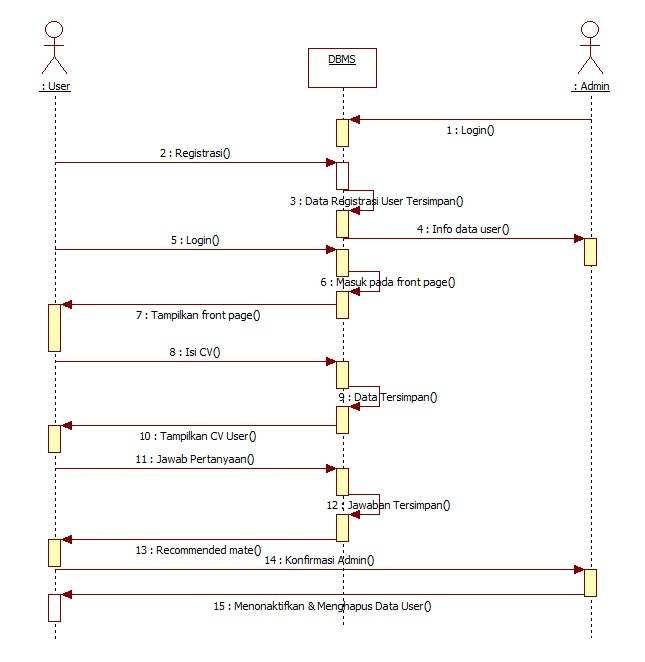 DBMS
: User
: Admin
1 : Login()
2 : Registrasi()
3 : Data Registrasi User Tersimpan()
4 : Info data user()
5 : Login()
6 : Masuk pada front page()
7 : Tampilkan front page()
8 : Isi CV()
9 : Data Tersimpan()
10 : Tampilkan CV User()
11 : Jawab Pertanyaan()
12 : Jawaban Tersimpan()
13 : Recommended mate()
14 : Konfirmasi Admin()
15 : Menonaktifkan & Menghapus Data User()